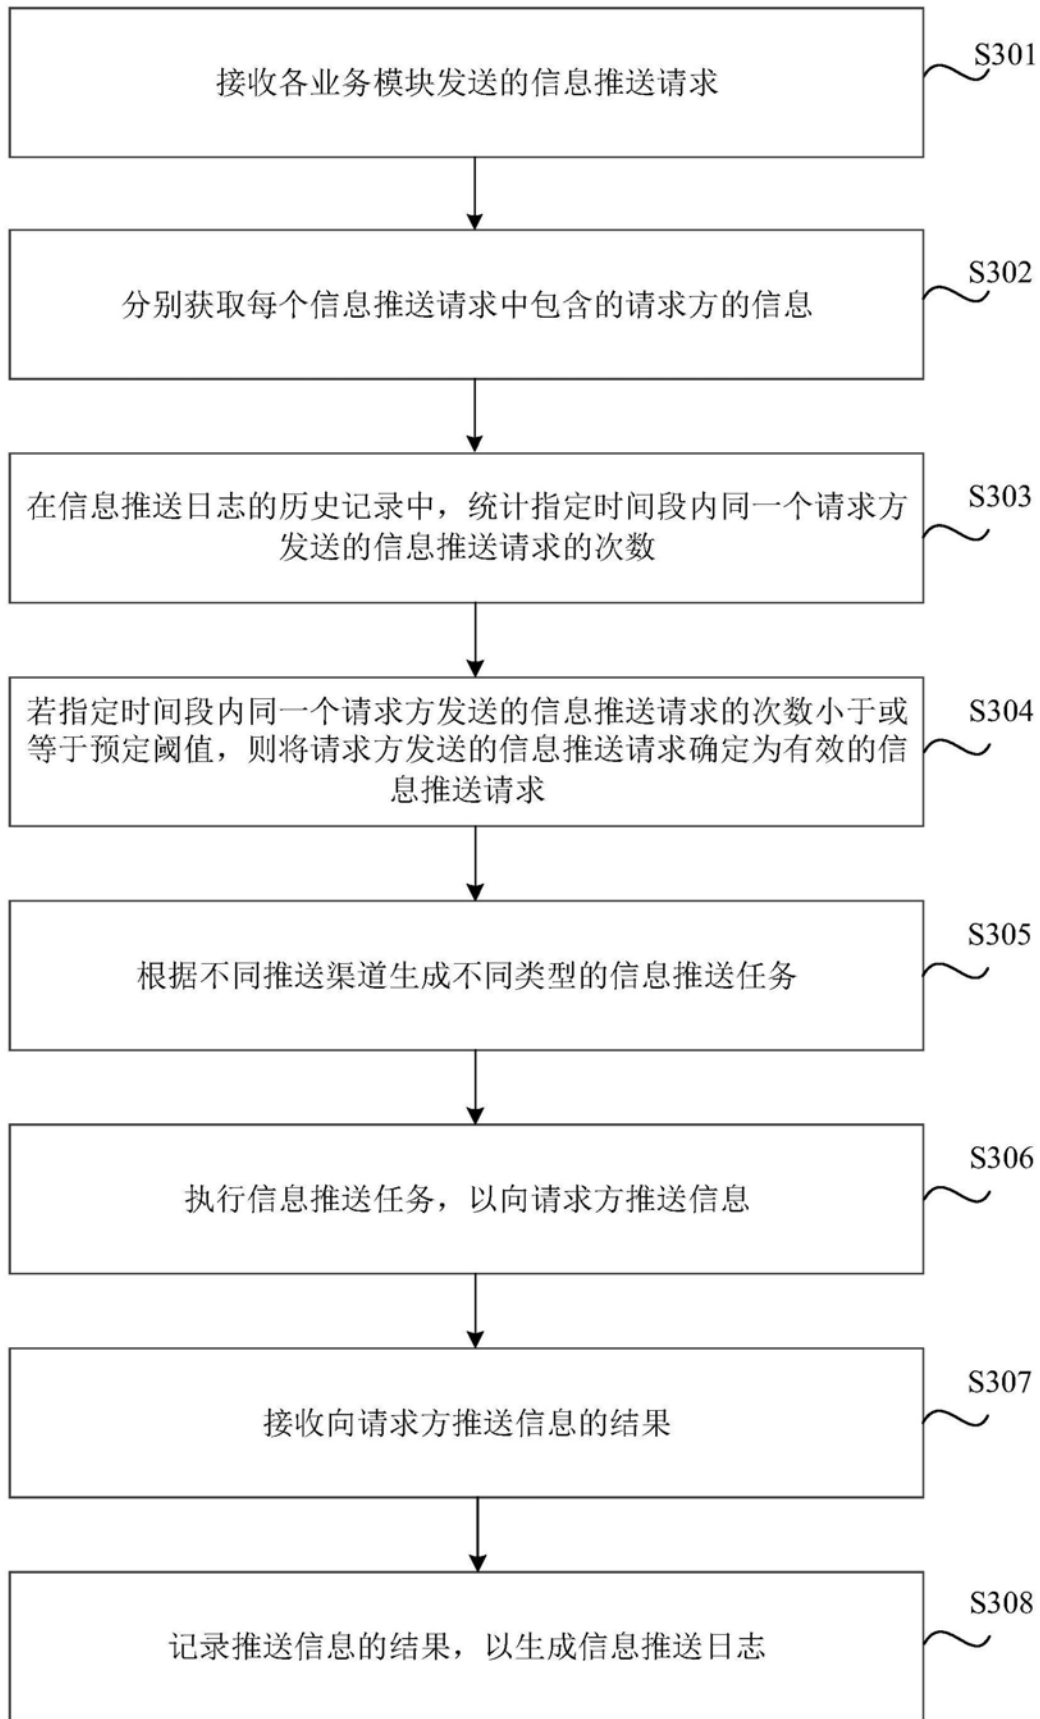 接收各业务模块发送的信息推送请求
S301
分别获取每个信息推送请求中包含的请求方的信息
S302
在信息推送日志的历史记录中，统计指定时间段内同一个请求方
发送的信息推送请求的次数
S303
若指定时间段内同一个请求方发送的信息推送请求的次数小于或
等于预定阈值，则将请求方发送的信息推送请求确定为有效的信
息推送请求
S304
根据不同推送渠道生成不同类型的信息推送任务
S305
执行信息推送任务，以向请求方推送信息
S306
接收向请求方推送信息的结果
S307
记录推送信息的结果，以生成信息推送日志
S308